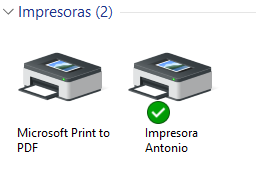 Impresoras (2)
Microsoft Print to
PDF
Impresora
Antonio